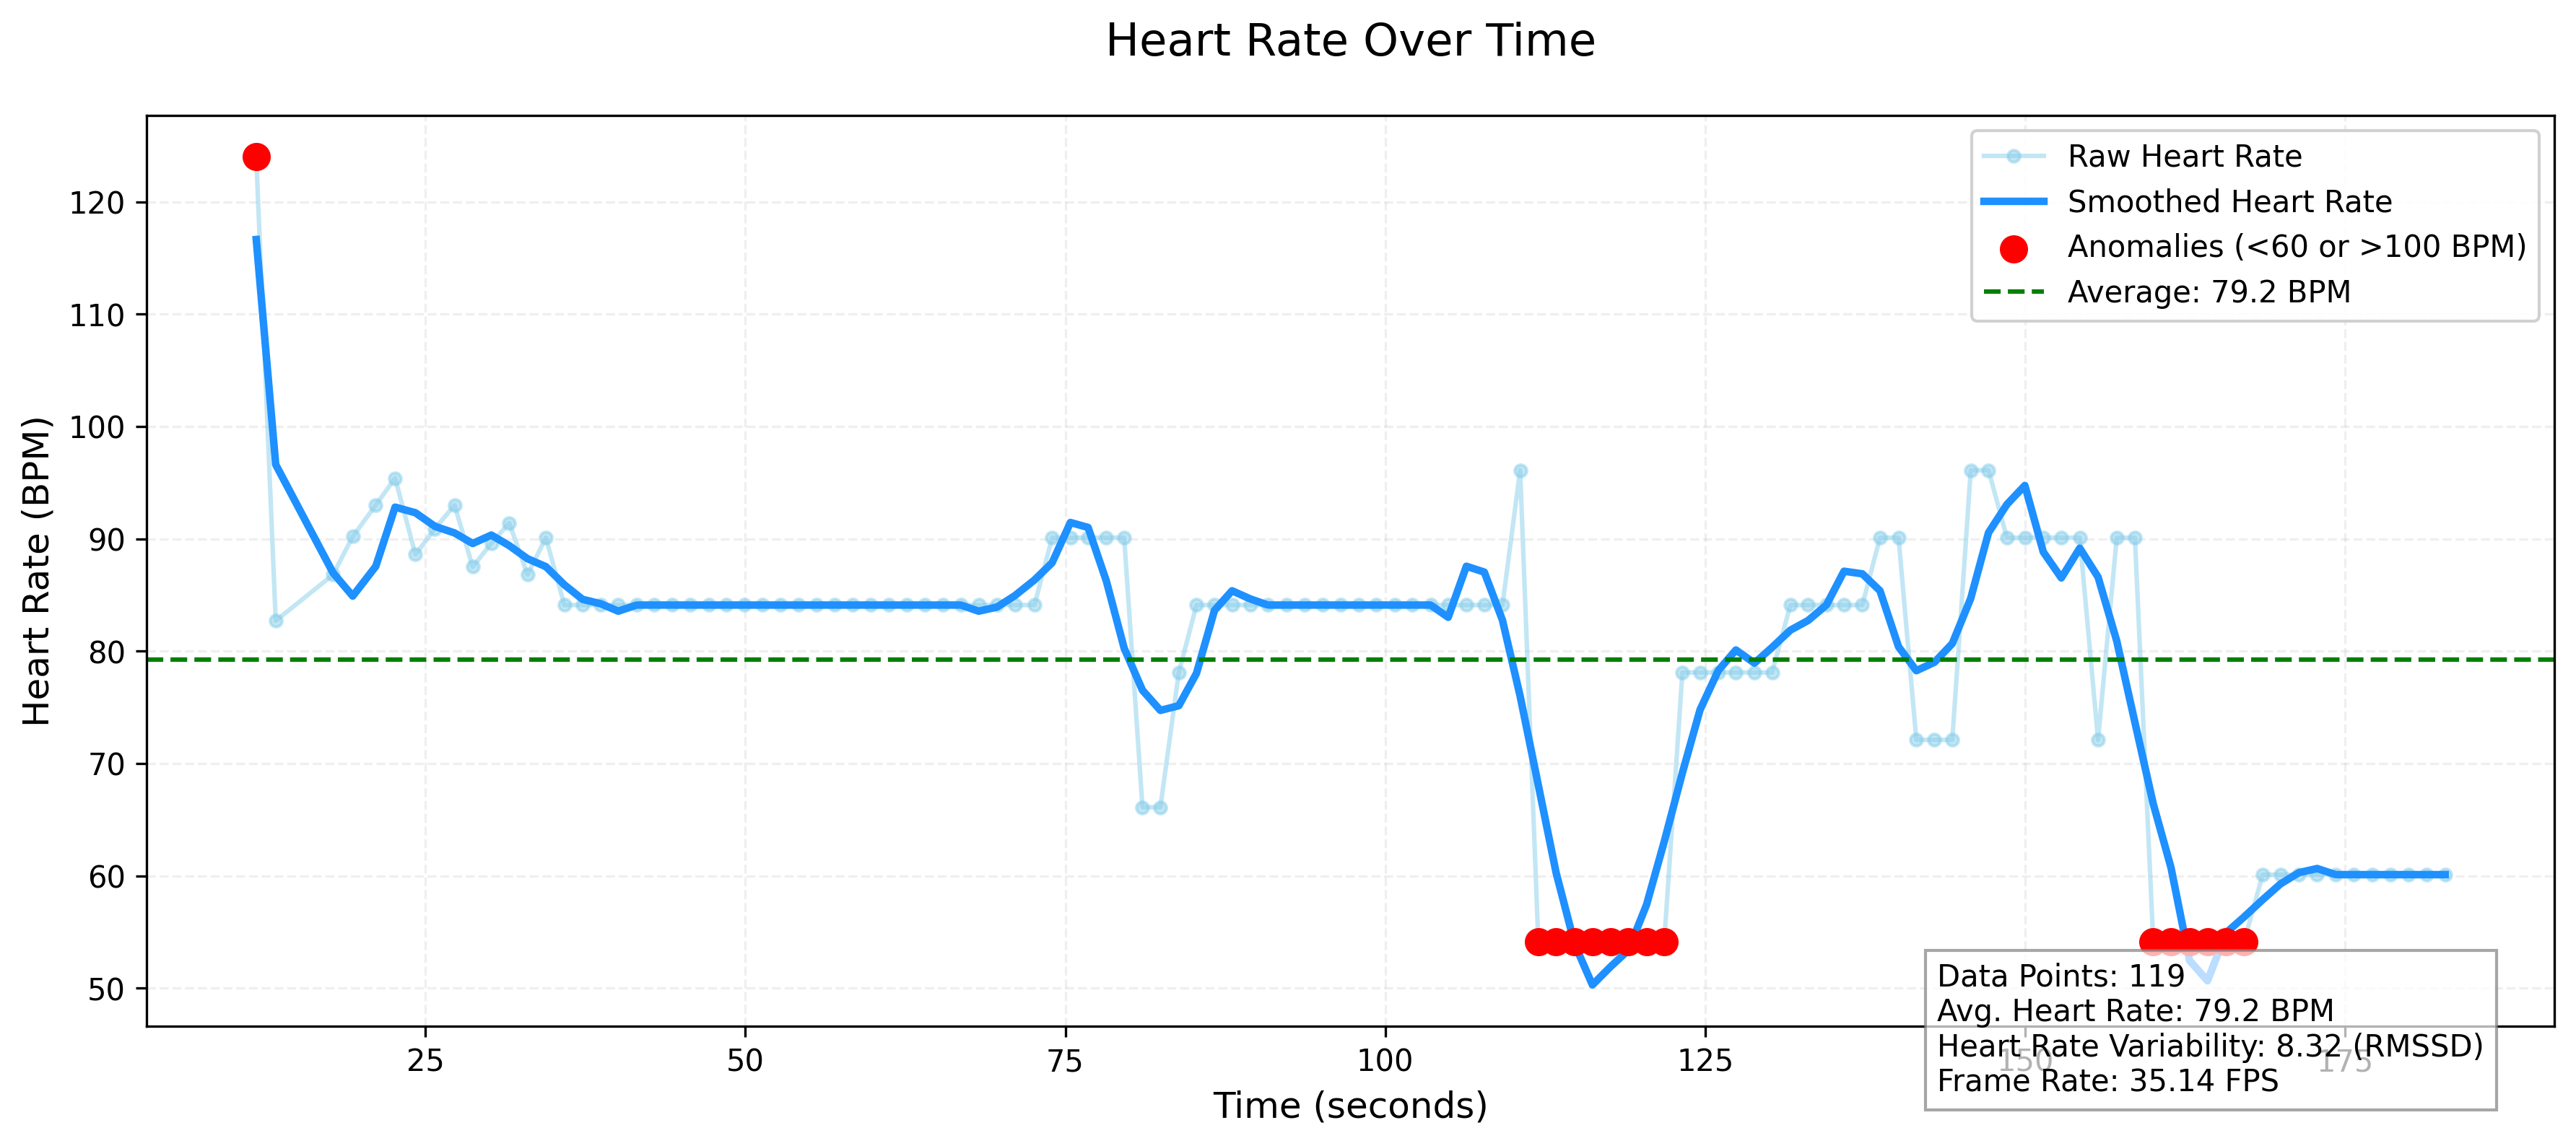 Heart Rate Over Time
Heart Rate (BPM)
120
110
100
90
80
70
60
50
Raw Heart Rate
Smoothed Heart Rate
Anomalies (<60 or >100 BPM)
Average: 79.2 BPM
Data Points: 119
Avg. Heart Rate: 79.2 BPM
Heart Rate Variability: 8.32 (RMSSD)
Frame Rate: 35.14 FPS
25
50
75
100
125
150
175
Time (seconds)